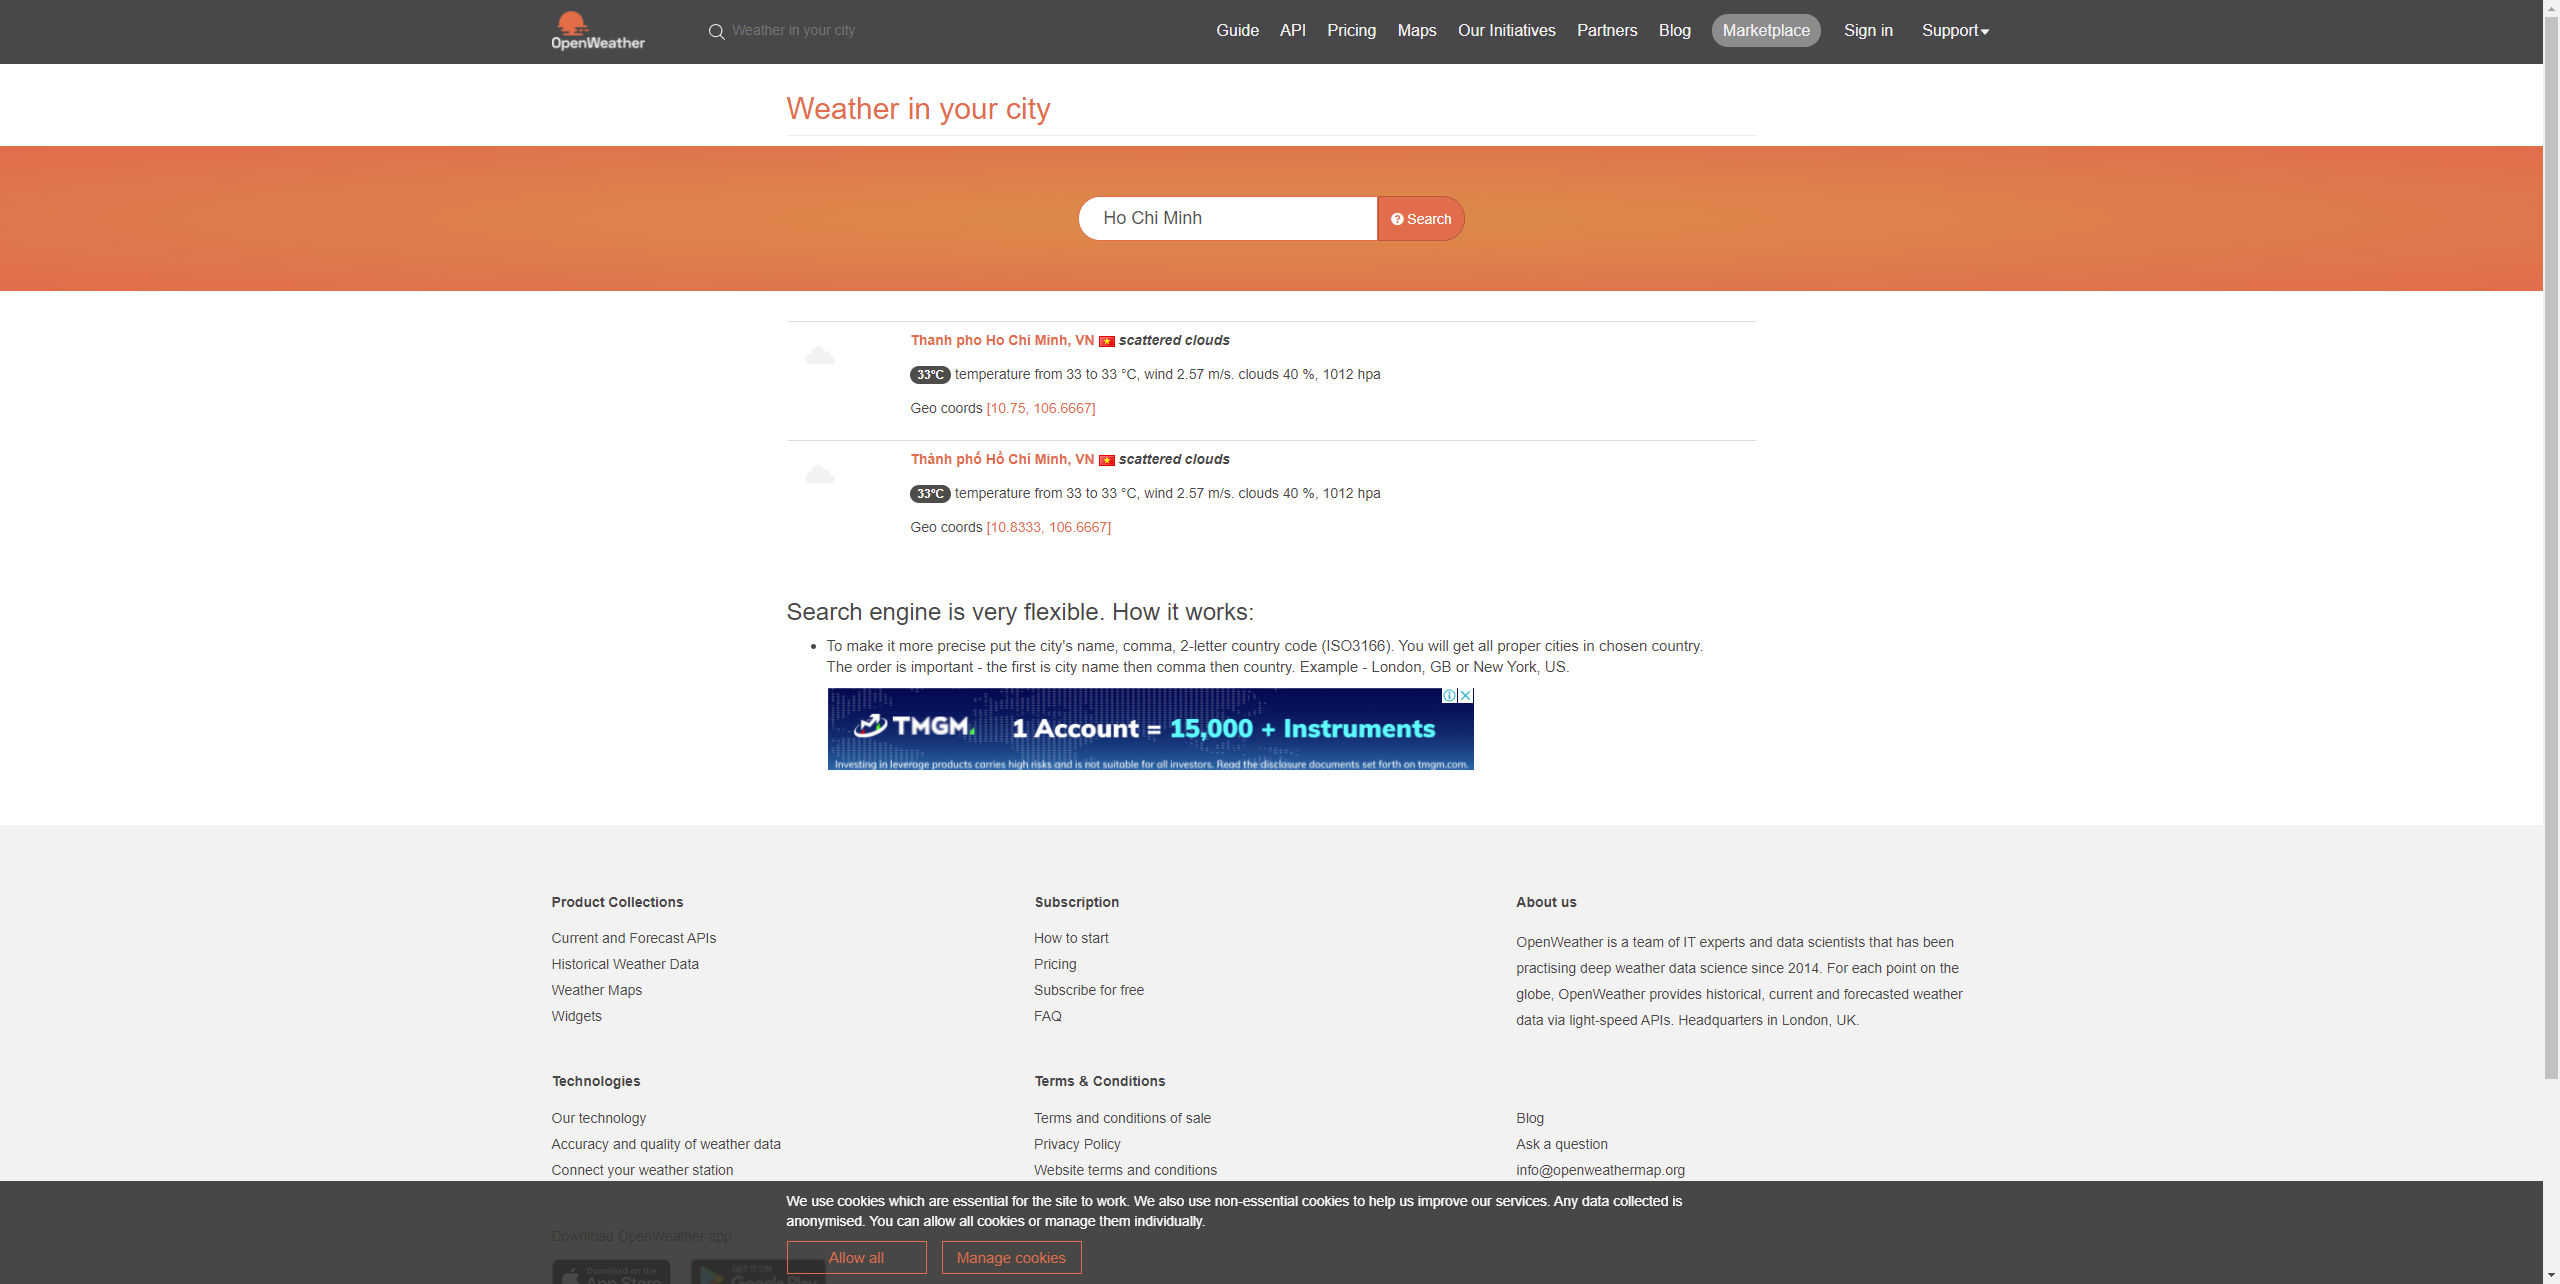 OpenWeather
Weather in your city
Guide API Pricing Maps Our Initiatives Partners Blog Marketplace Sign in Support
Weather in your city
Ho Chi Minh Search
Thanh pho Ho Chi Minh, VN scattered clouds
33°С temperature from 33 to 33 °С, wind 2.57 m/s. clouds 40 %, 1012 hpa
Geo coords [10.75, 106.6667]
Thành phố Hồ Chí Minh, VN scattered clouds
33°С temperature from 33 to 33 °С, wind 2.57 m/s. clouds 40 %, 1012 hpa
Geo coords [10.8333, 106.6667]
Search engine is very flexible. How it works:
To make it more precise put the city's name, comma, 2-letter country code (ISO3166). You will get all proper cities in chosen country.
The order is important - the first is city name then comma then country. Example - London, GB or New York, US.
TMGM 1 Account = 15,000 + Instruments
Investing in leverage products carries high risks and is not suitable for all investors. Read the disclosure documents set forth on tmgm.com.
Product Collections
Current and Forecast APIs
Historical Weather Data
Weather Maps
Widgets
Subscription
How to start
Pricing
Subscribe for free
FAQ
About us
OpenWeather is a team of IT experts and data scientists that has been
practising deep weather data science since 2014. For each point on the
globe, OpenWeather provides historical, current and forecasted weather
data via light-speed APIs. Headquarters in London, UK.
Technologies
Our technology
Accuracy and quality of weather data
Connect your weather station
Terms & Conditions
Terms and conditions of sale
Privacy Policy
Website terms and conditions
Blog
Ask a question
info@openweathermap.org
We use cookies which are essential for the site to work. We also use non-essential cookies to help us improve our services. Any data collected is
anonymised. You can allow all cookies or manage them individually.
Allow all Manage cookies
Download OpenWeather app
Download on the
App Store
GET IT ON
Google Play